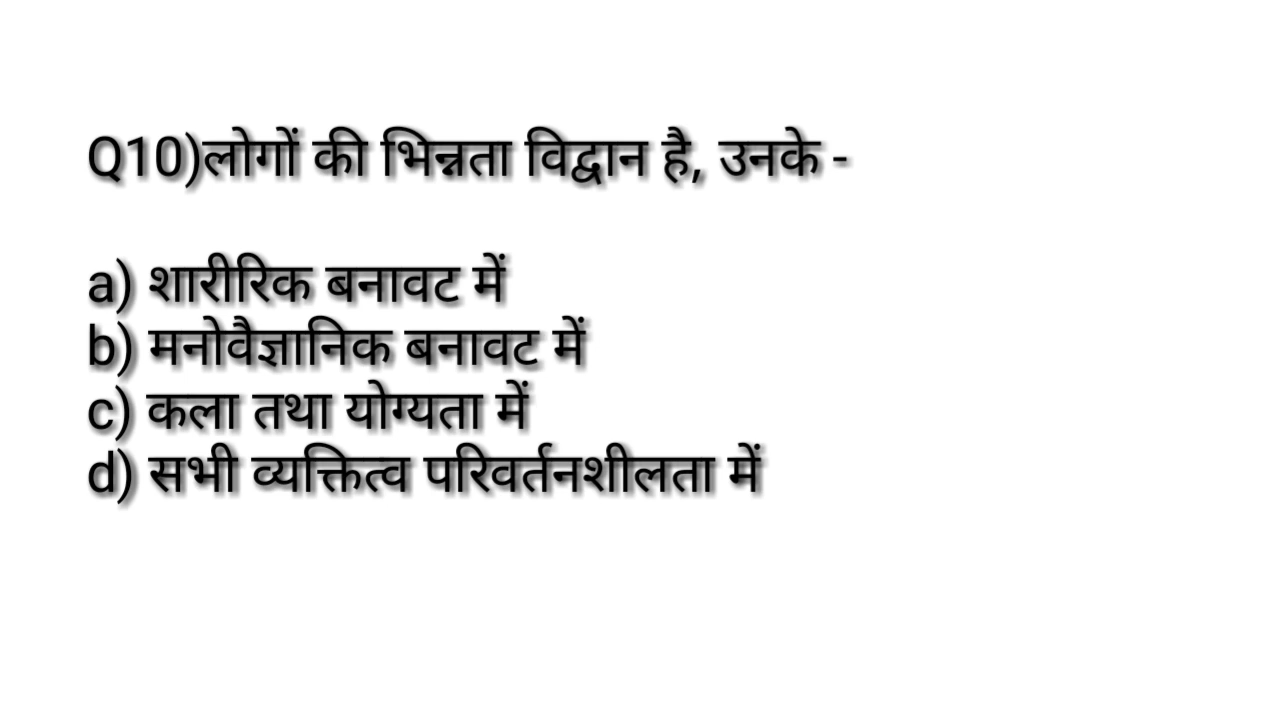 Q10)लोगों की भिन्नता विद्वान है, उनके -
a) शारीरिक बनावट में
b) मनोवैज्ञानिक बनावट में
c) कला तथा योग्यता में
d) सभी व्यक्तित्व परिवर्तनशीलता में